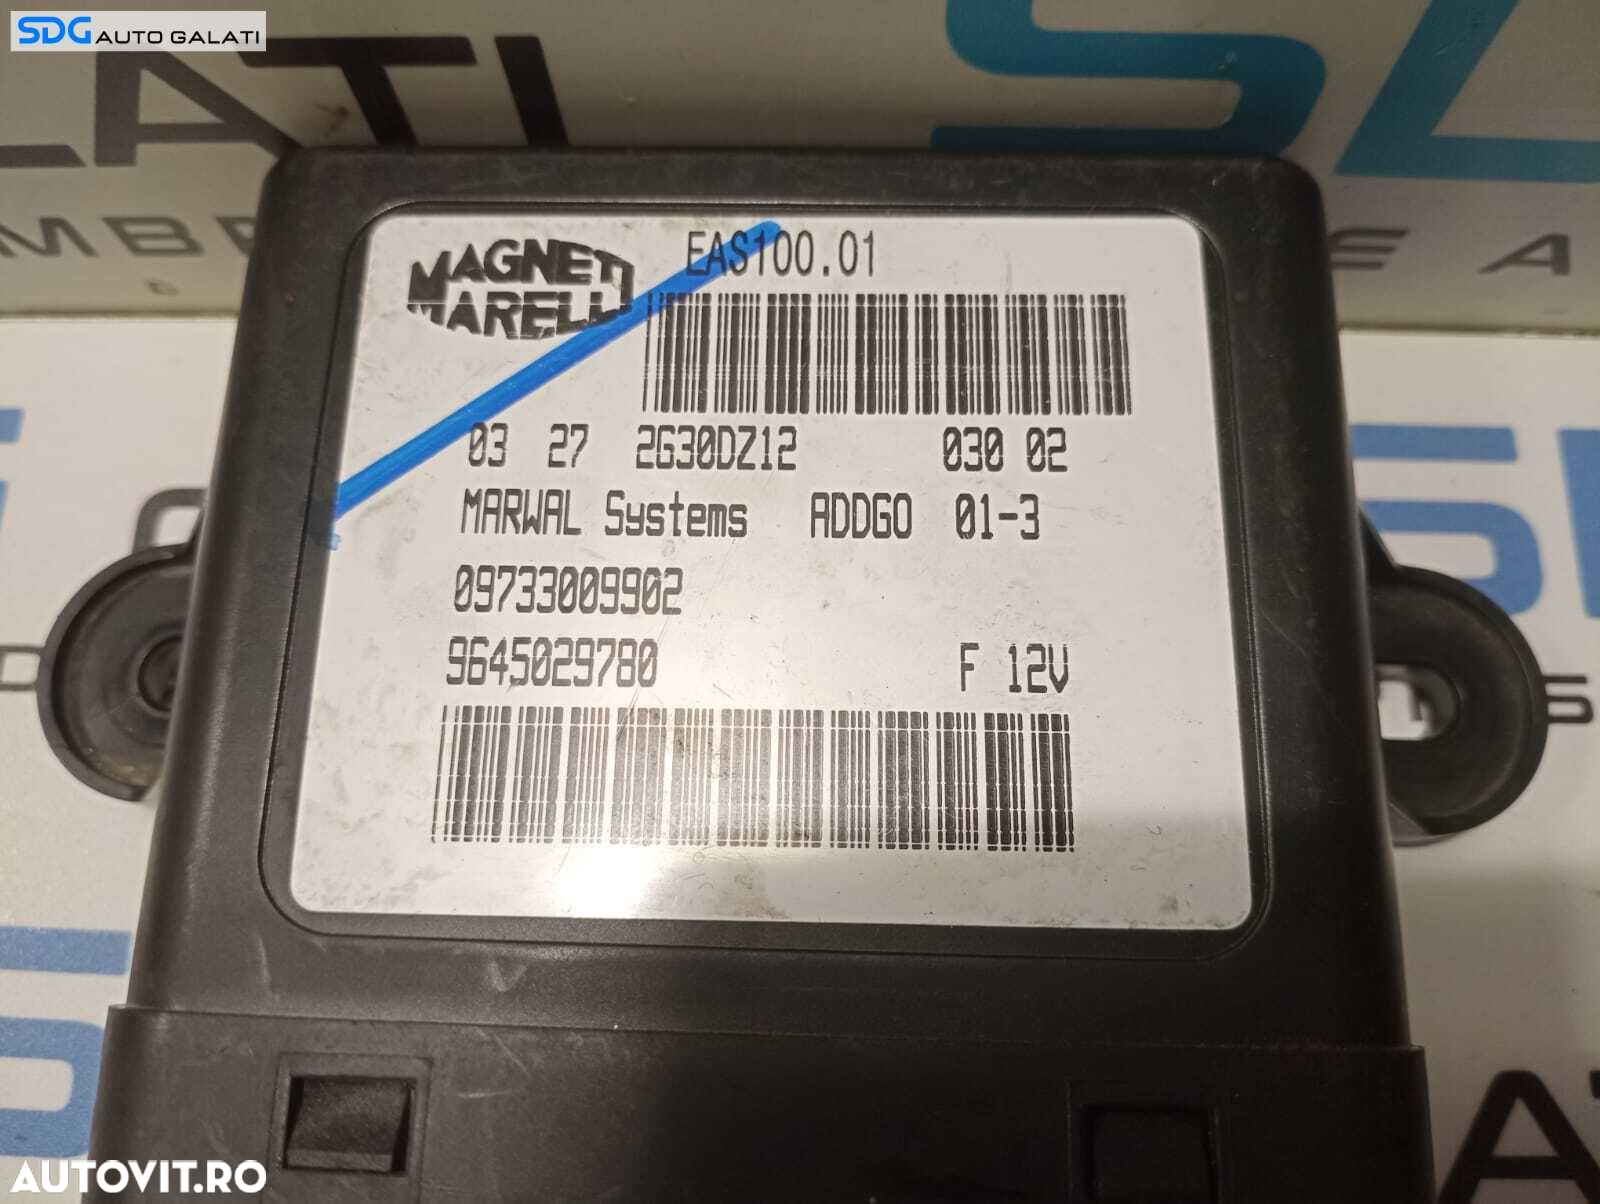 SDG AUTO GALATI
MAGNETI
MARELLI
EAS100.01
03 27 2G30DZ12 030 02
MARWAL Systems ADDGO 01-3
09733009902
9645029780 F 12V
AUTOVIT.RO